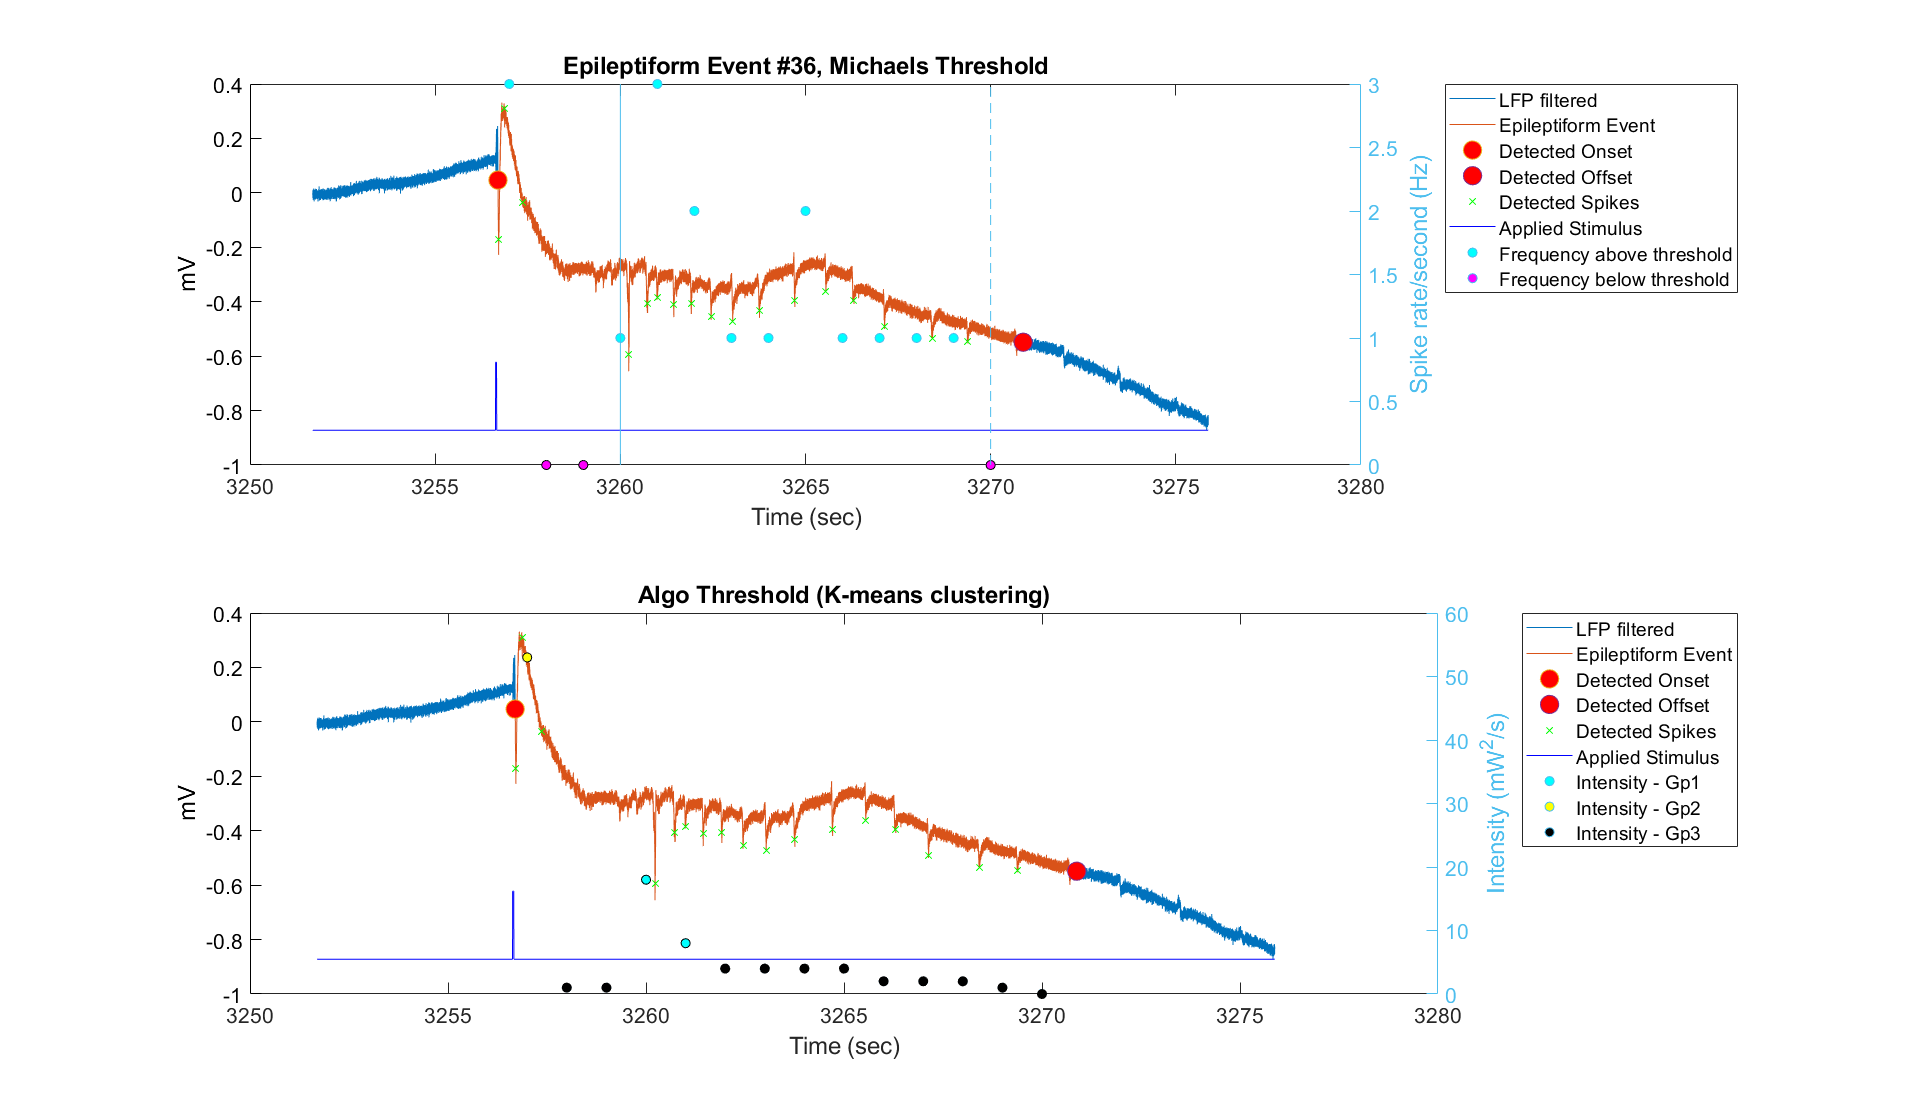 Epileptiform Event #36, Michaels Threshold
0.4
0.2
0
-0.2
-0.4
-0.6
-0.8
-1
mV
3250
3255
3260
3265
3270
3275
3280
Time (sec)
3
2.5
2
1.5
1
0.5
0
Spike rate/second (Hz)
LFP filtered
Epileptiform Event
Detected Onset
Detected Offset
Detected Spikes
Applied Stimulus
Frequency above threshold
Frequency below threshold
Algo Threshold (K-means clustering)
0.4
0.2
0
-0.2
-0.4
-0.6
-0.8
-1
mV
3250
3255
3260
3265
3270
3275
3280
Time (sec)
60
50
40
30
20
10
0
Intensity (mW²/s)
LFP filtered
Epileptiform Event
Detected Onset
Detected Offset
Detected Spikes
Applied Stimulus
Intensity - Gp1
Intensity - Gp2
Intensity - Gp3